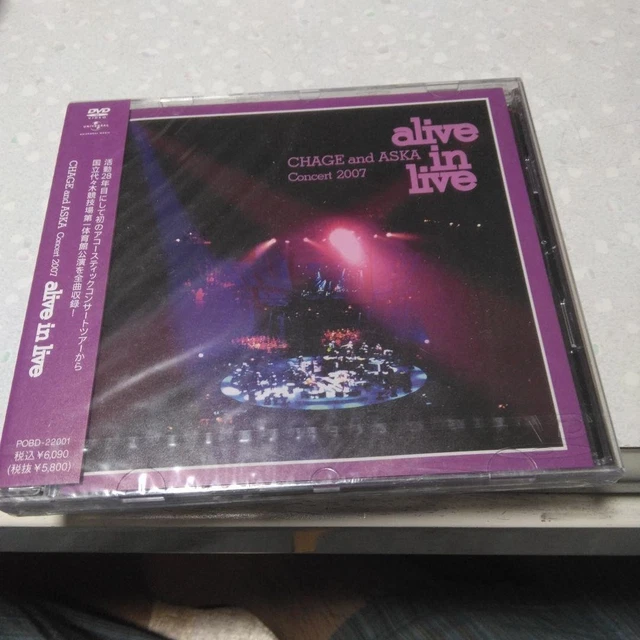 DVD
VIDEO
UNIVERSAL
活動28年目にして初のアコースティックコンサートツアーから
国立代々木競技場第一体育館公演を全曲収録!
CHAGE and ASKA Concert 2007 alive in live
POBD-22001
税込¥6,090
(税抜¥5,800)
CHAGE and ASKA
Concert 2007
alive
in
live